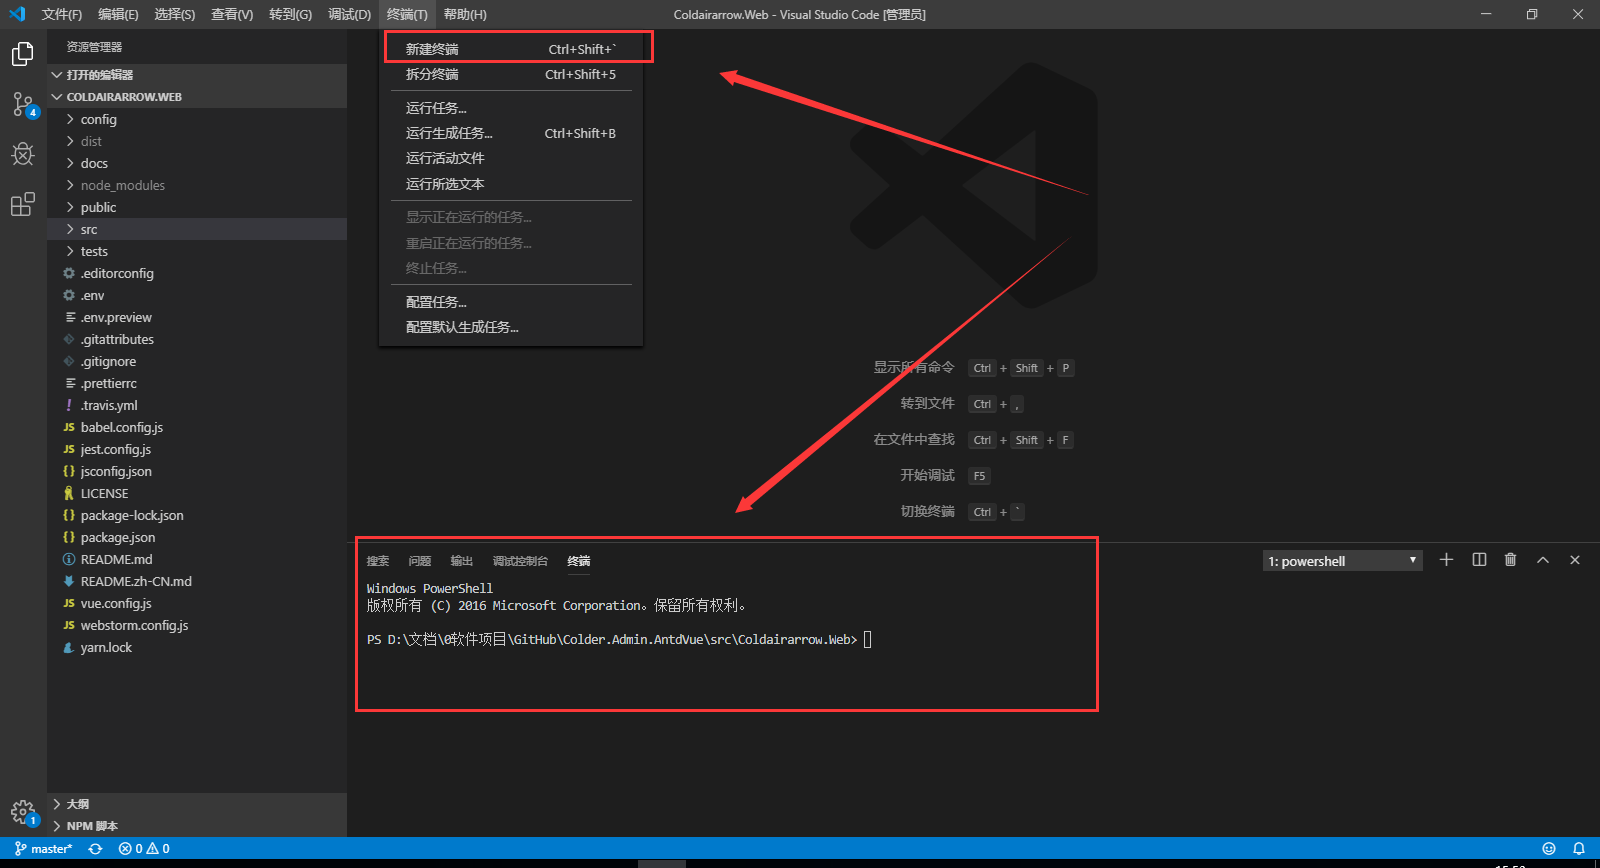 文件(F) 编辑(E) 选择(S) 查看(V) 转到(G) 调试(D) 终端(T) 帮助(H)
Coldairarrow.Web - Visual Studio Code [管理员]
资源管理器
打开的编辑器
COLDAIRARROW.WEB
config
dist
docs
node_modules
public
src
tests
.editorconfig
.env
.env.preview
.gitattributes
.gitignore
.prettierrc
.travis.yml
babel.config.js
jest.config.js
jsconfig.json
LICENSE
package-lock.json
package.json
README.md
README.zh-CN.md
vue.config.js
webstorm.config.js
yarn.lock
大纲
NPM 脚本
4
1
新建终端 Ctrl+Shift+`
拆分终端 Ctrl+Shift+5
运行任务...
运行生成任务... Ctrl+Shift+B
运行活动文件
运行所选文本
显示正在运行的任务...
重启正在运行的任务...
终止任务...
配置任务...
配置默认生成任务...
显示所有命令 Ctrl + Shift + P
转到文件 Ctrl + ,
在文件中查找 Ctrl + Shift + F
开始调试 F5
切换终端 Ctrl + `
搜索 问题 输出 调试控制台 终端
1: powershell
Windows PowerShell
版权所有 (C) 2016 Microsoft Corporation。保留所有权利。
PS D:\文档\0软件项目\GitHub\Colder.Admin.AntdVue\src\Coldairarrow.Web>
master* 0 0